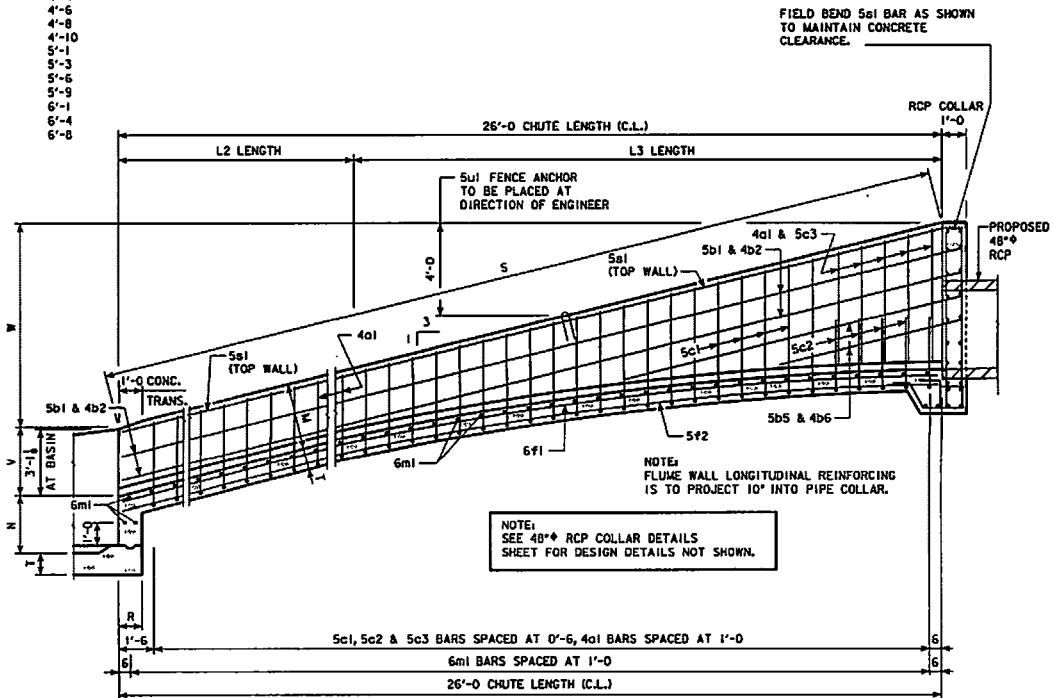 4'-6
4'-8
4'-10
5'-1
5'-3
5'-6
5'-9
6'-1
6'-4
6'-8
FIELD BEND 5s1 BAR AS SHOWN
TO MAINTAIN CONCRETE
CLEARANCE.
RCP COLLAR
1'-0
26'-0 CHUTE LENGTH (C.L.)
L2 LENGTH
L3 LENGTH
5u1 FENCE ANCHOR
TO BE PLACED AT
DIRECTION OF ENGINEER
4'-0
S
4a1 & 5c3
5b1 & 4b2
5s1
(TOP WALL)
PROPOSED
48"Φ
RCP
W
3
1
4a1
5s1
(TOP WALL)
1'-0 CONC.
TRANS.
5b1 & 4b2
V
M
T
5c1
5c2
5b5 & 4b6
V
3'-1⅛
AT BASIN
6m1
6f1
5f2
NOTE:
FLUME WALL LONGITUDINAL REINFORCING
IS TO PROJECT 10" INTO PIPE COLLAR.
6m1
N
1'-0
T
NOTE:
SEE 48"Φ RCP COLLAR DETAILS
SHEET FOR DESIGN DETAILS NOT SHOWN.
R
1'-6
5c1, 5c2 & 5c3 BARS SPACED AT 0'-6, 4a1 BARS SPACED AT 1'-0
6
6
6m1 BARS SPACED AT 1'-0
6
26'-0 CHUTE LENGTH (C.L.)